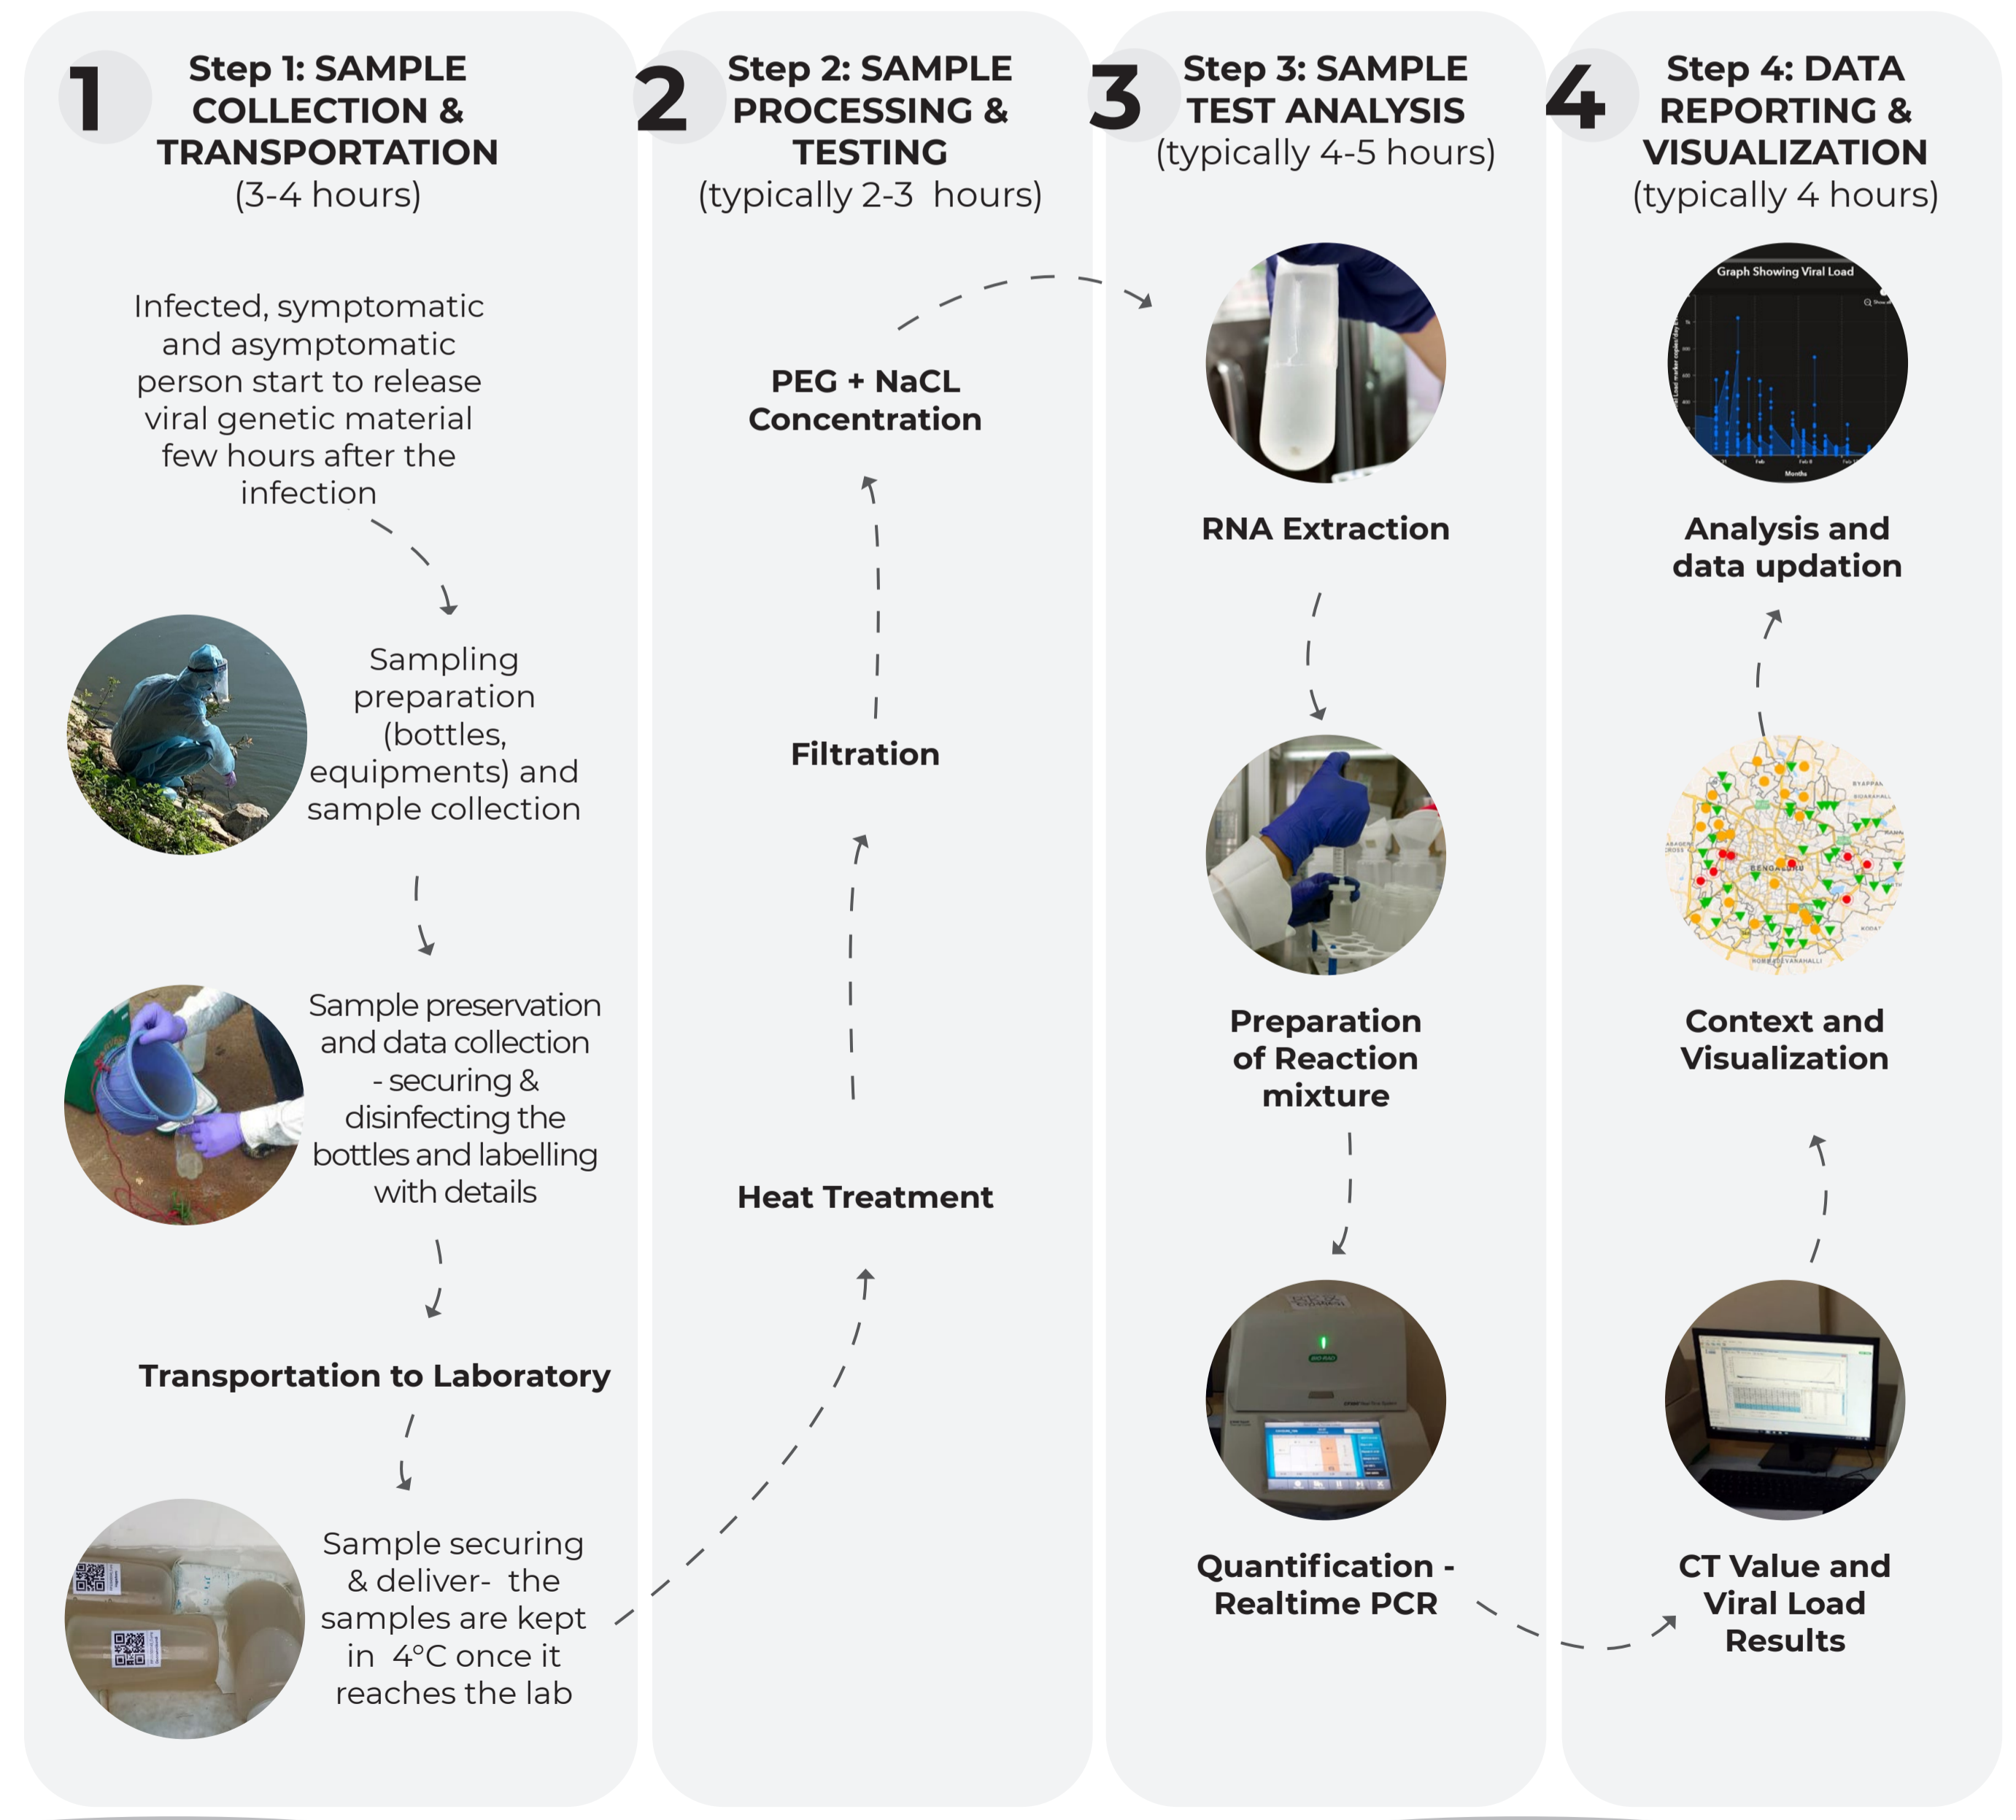 1
Step 1: SAMPLE
COLLECTION &
TRANSPORTATION
(3-4 hours)
Infected, symptomatic
and asymptomatic
person start to release
viral genetic material
few hours after the
infection
Sampling
preparation
(bottles,
equipments) and
sample collection
Sample preservation
and data collection
- securing &
disinfecting the
bottles and labelling
with details
Transportation to Laboratory
Sample securing
& deliver-  the
samples are kept
in  4°C once it
reaches the lab
2
Step 2: SAMPLE
PROCESSING &
TESTING
(typically 2-3  hours)
PEG + NaCL
Concentration
Filtration
Heat Treatment
3
Step 3: SAMPLE
TEST ANALYSIS
(typically 4-5 hours)
RNA Extraction
Preparation
of Reaction
mixture
BIO-RAD
Quantification -
Realtime PCR
4
Step 4: DATA
REPORTING &
VISUALIZATION
(typically 4 hours)
Graph Showing Viral Load
Feb
Months
Analysis and
data updation
BENGALURU
Context and
Visualization
CT Value and
Viral Load
Results